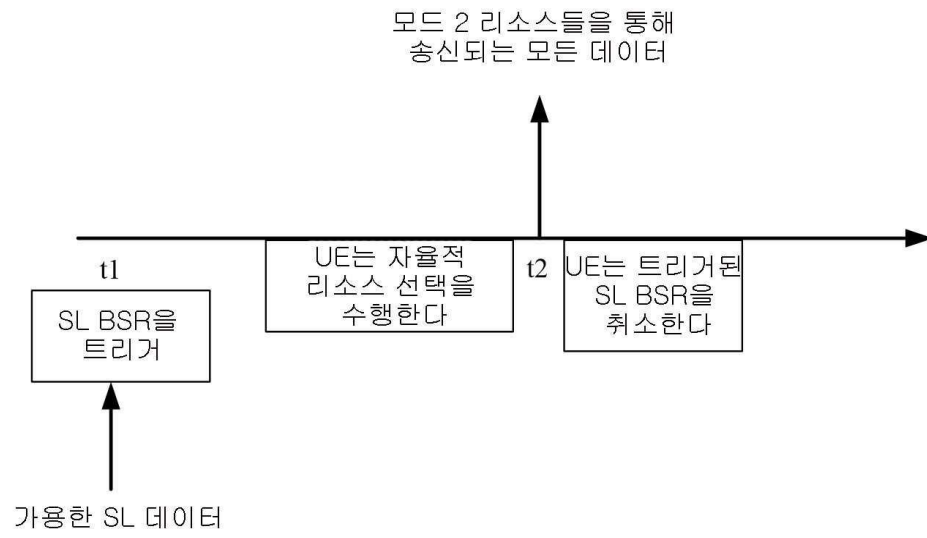 모드 2 리소스들을 통해
송신되는 모든 데이터
t1
SL BSR을
트리거
가용한 SL 데이터
UE는 자율적
리소스 선택을
수행한다
t2
UE는 트리거된
SL BSR을
취소한다